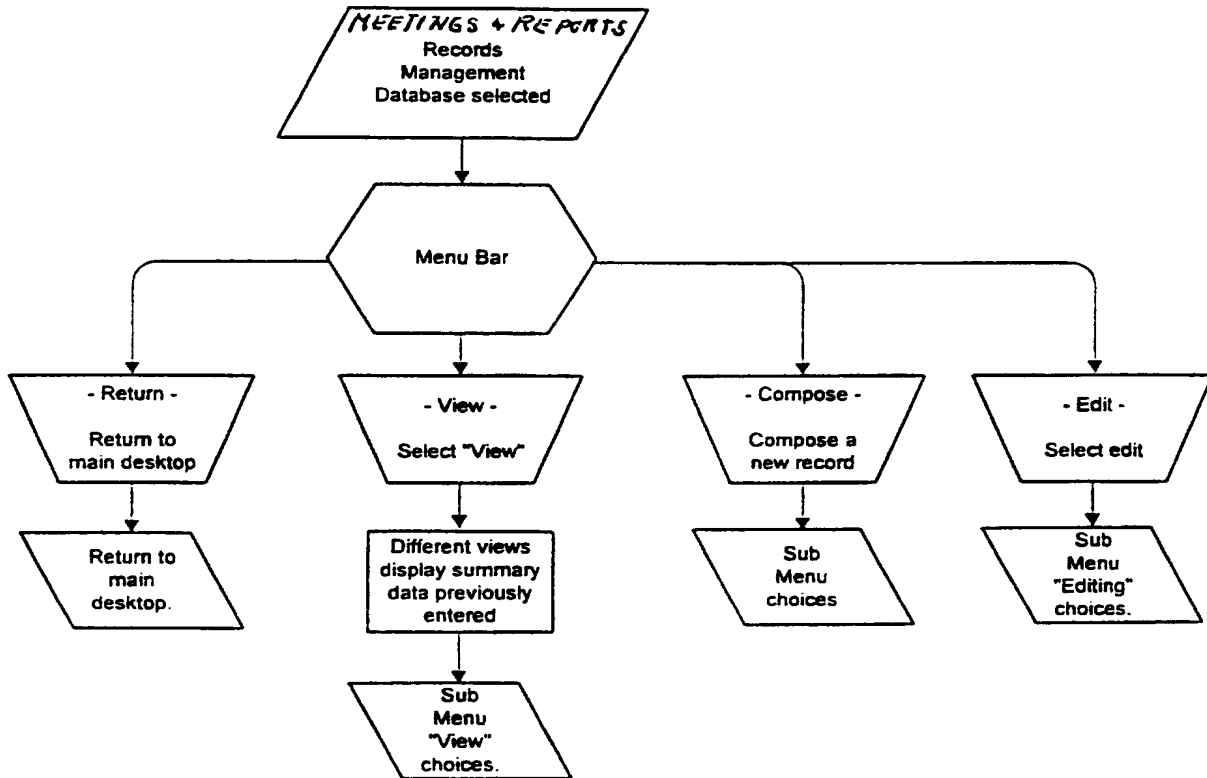 MEETINGS & REPORTS
Records
Management
Database selected
Menu Bar
- Return -
Return to
main desktop
- View -
Select "View"
- Compose -
Compose a
new record
- Edit -
Select edit
Return to
main
desktop.
Different views
display summary
data previously
entered
Sub
Menu
choices
Sub
Menu
"Editing"
choices.
Sub
Menu
"View"
choices.